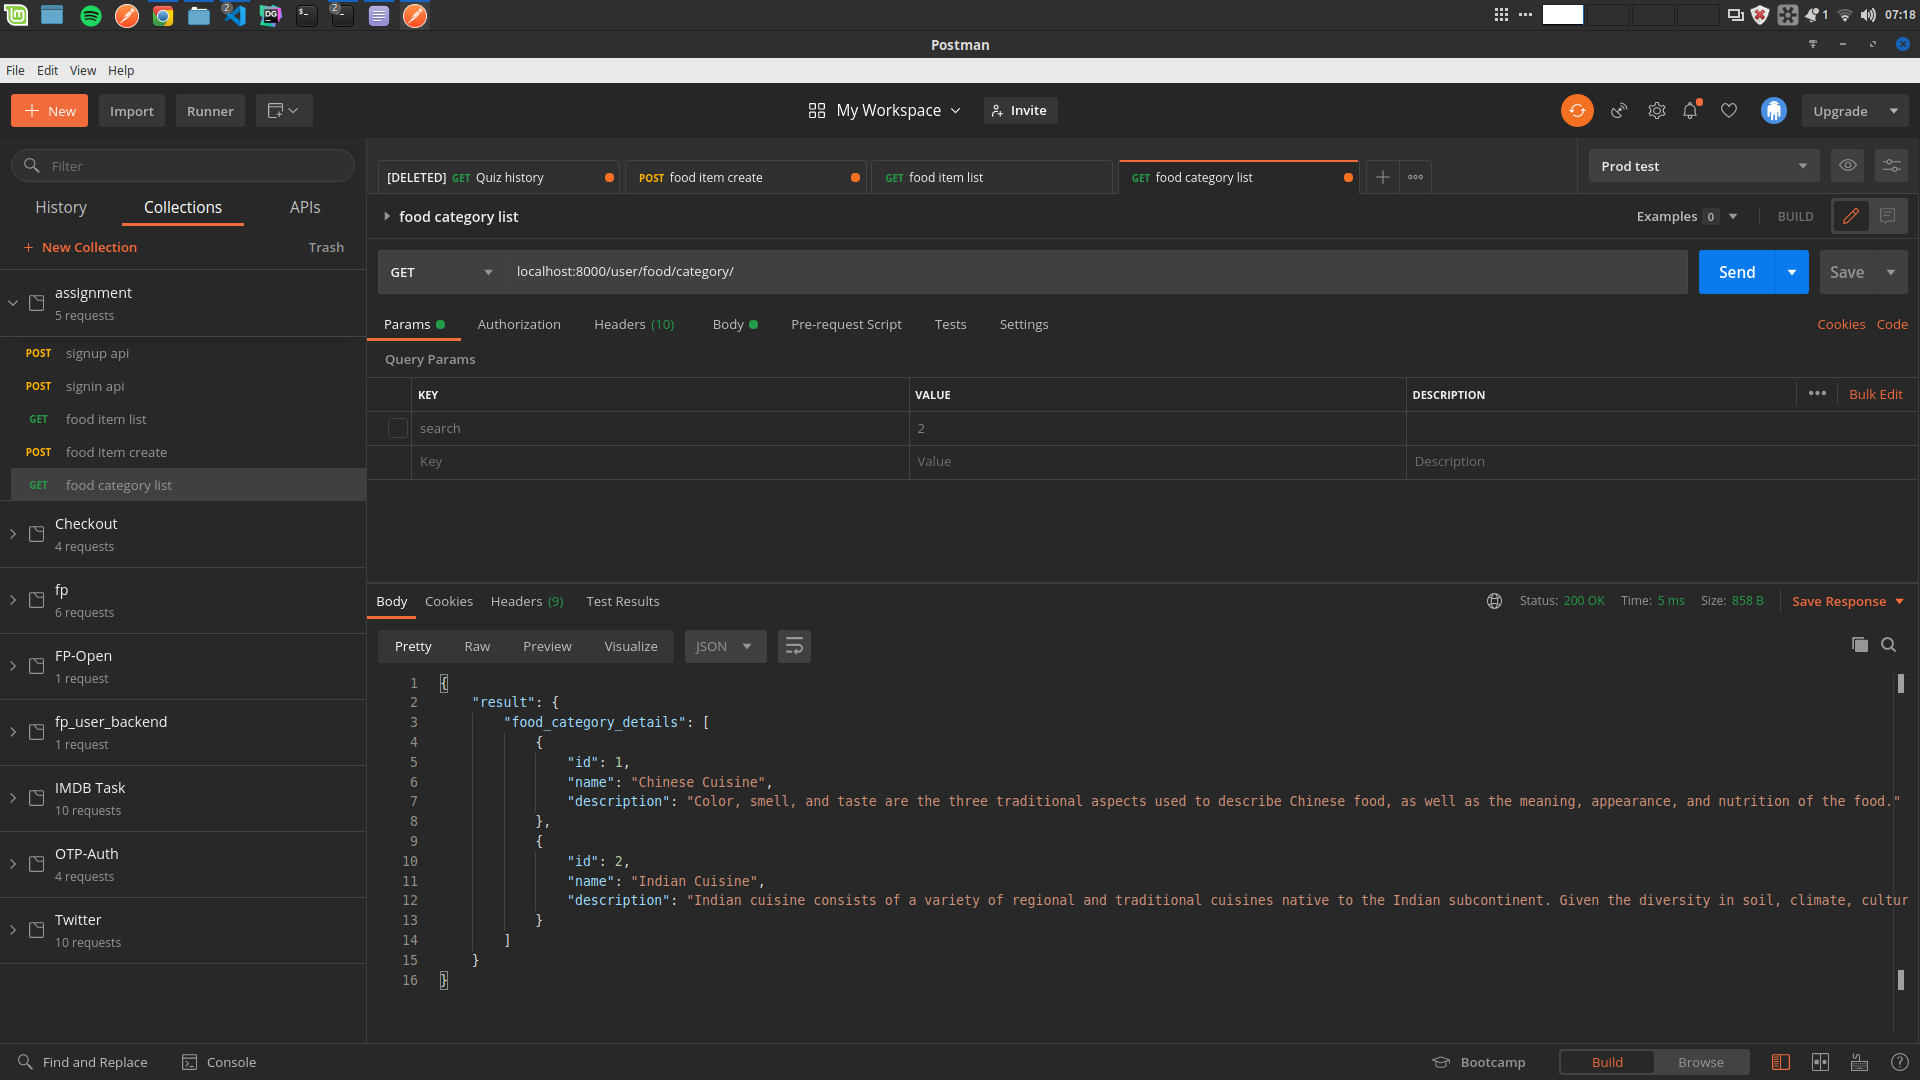 2 DG $_ 2 >_ 1 07:18
Postman
File Edit View Help
+ New Import Runner My Workspace Invite Upgrade
Filter
History Collections APIs
+ New Collection Trash
assignment
5 requests
POST signup api
POST signin api
GET food item list
POST food item create
GET food category list
Checkout
4 requests
fp
6 requests
FP-Open
1 request
fp_user_backend
1 request
IMDB Task
10 requests
OTP-Auth
4 requests
Twitter
10 requests
[DELETED] GET Quiz history POST food item create GET food item list GET food category list + ••• Prod test
food category list Examples 0 BUILD
GET localhost:8000/user/food/category/ Send Save
Params Authorization Headers (10) Body Pre-request Script Tests Settings Cookies Code
Query Params
KEY VALUE DESCRIPTION ••• Bulk Edit
search 2
Key Value Description
Body Cookies Headers (9) Test Results Status: 200 OK Time: 5 ms Size: 858 B Save Response
Pretty Raw Preview Visualize JSON
1 {
2 "result": {
3 "food_category_details": [
4 {
5 "id": 1,
6 "name": "Chinese Cuisine",
7 "description": "Color, smell, and taste are the three traditional aspects used to describe Chinese food, as well as the meaning, appearance, and nutrition of the food."
8 },
9 {
10 "id": 2,
11 "name": "Indian Cuisine",
12 "description": "Indian cuisine consists of a variety of regional and traditional cuisines native to the Indian subcontinent. Given the diversity in soil, climate, cultur
13 }
14 ]
15 }
16 }
Find and Replace Console Bootcamp Build Browse